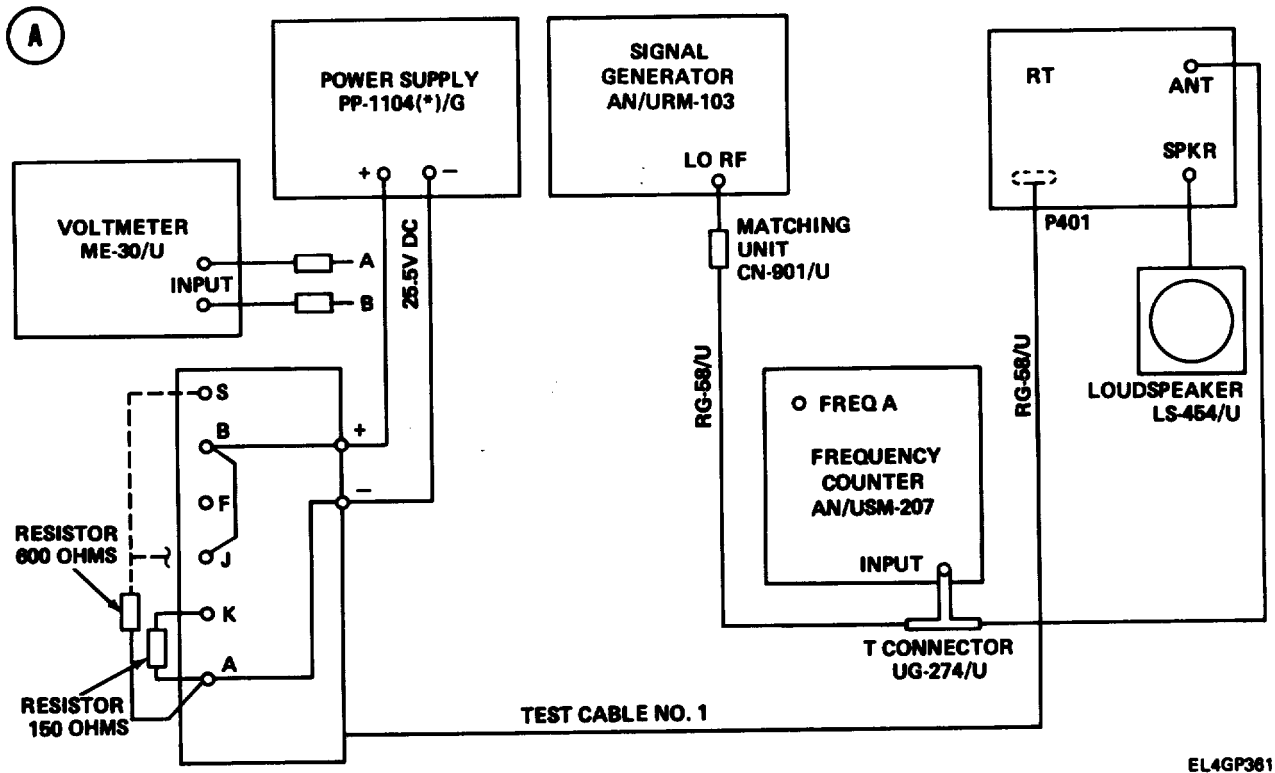 A
POWER SUPPLY
PP-1104(*)/G
+
−
SIGNAL
GENERATOR
AN/URM-103
LO RF
RT
ANT
SPKR
P401
VOLTMETER
ME-30/U
INPUT
A
B
25.5V DC
MATCHING
UNIT
CN-901/U
RG-58/U
RG-58/U
LOUDSPEAKER
LS-454/U
FREQ A
FREQUENCY
COUNTER
AN/USM-207
INPUT
T CONNECTOR
UG-274/U
S
B
+
F
−
J
K
A
RESISTOR
600 OHMS
RESISTOR
150 OHMS
TEST CABLE NO. 1
EL4GP361